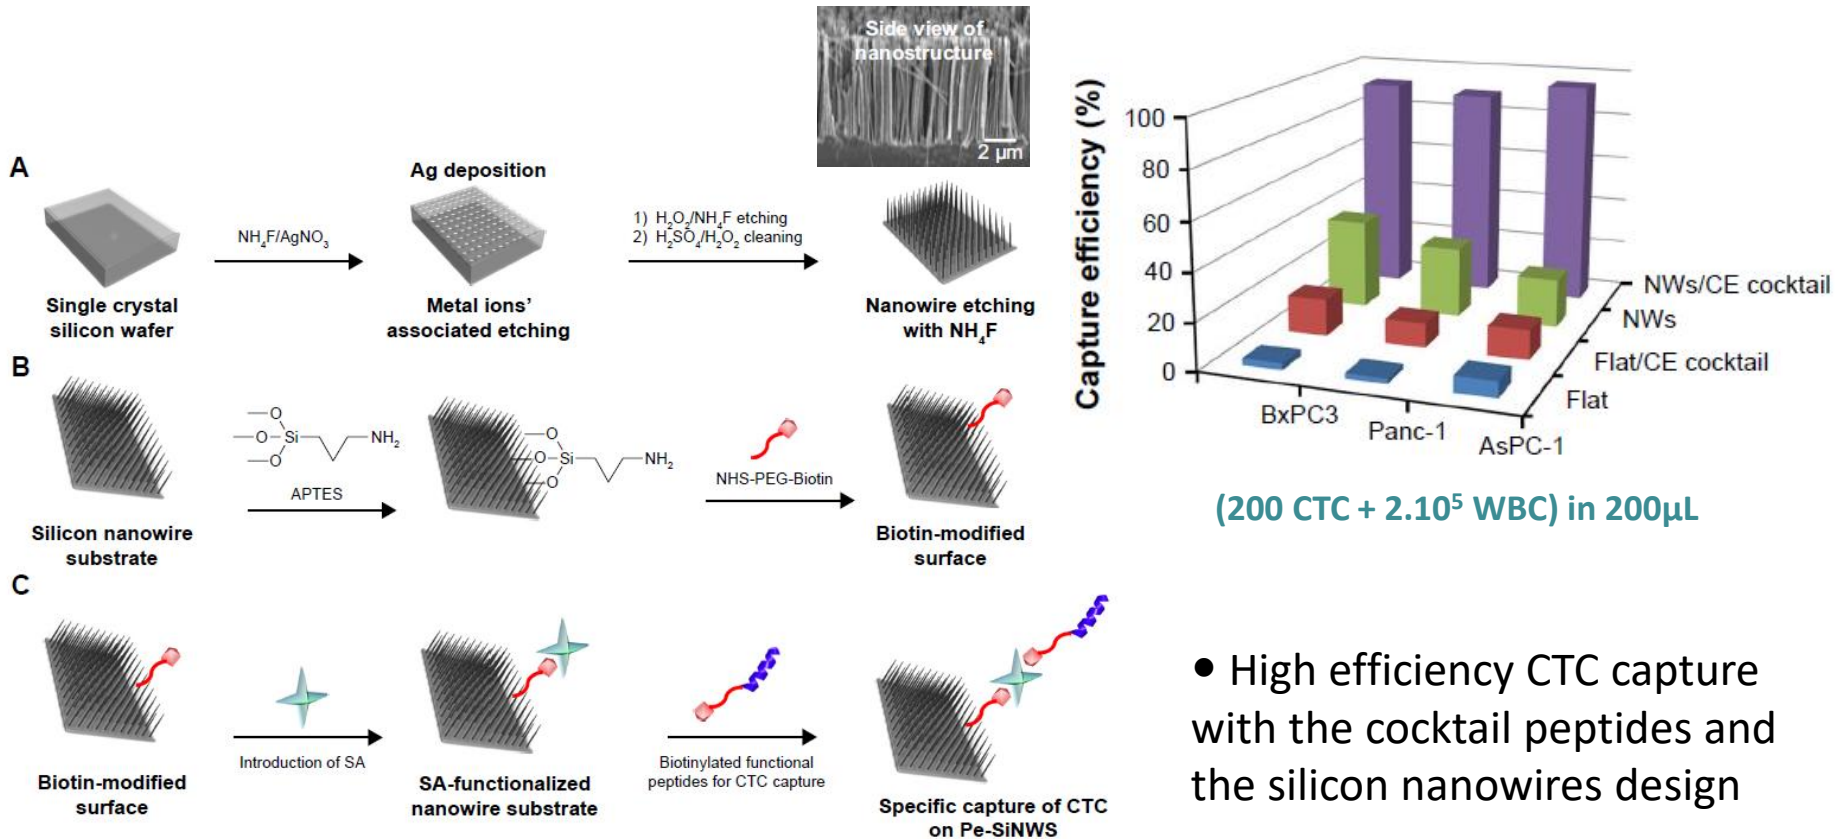 Side view of
nanostructure
2 µm
A
Ag deposition
NH₄F/AgNO₃
1) H₂O₂/NH₄F etching
2) H₂SO₄/H₂O₂ cleaning
Single crystal
silicon wafer
Metal ions’
associated etching
Nanowire etching
with NH₄F
B
O
O
Si
O
NH₂
APTES
O
O
Si
O
NH₂
NHS-PEG-Biotin
Silicon nanowire
substrate
Biotin-modified
surface
C
Introduction of SA
Biotinylated functional
peptides for CTC capture
Biotin-modified
surface
SA-functionalized
nanowire substrate
Specific capture of CTC
on Pe-SiNWS
Capture efficiency (%)
100
80
60
40
20
0
BxPC3
Panc-1
AsPC-1
NWs/CE cocktail
NWs
Flat/CE cocktail
Flat
(200 CTC + 2.10⁵ WBC) in 200µL
• High efficiency CTC capture
with the cocktail peptides and
the silicon nanowires design